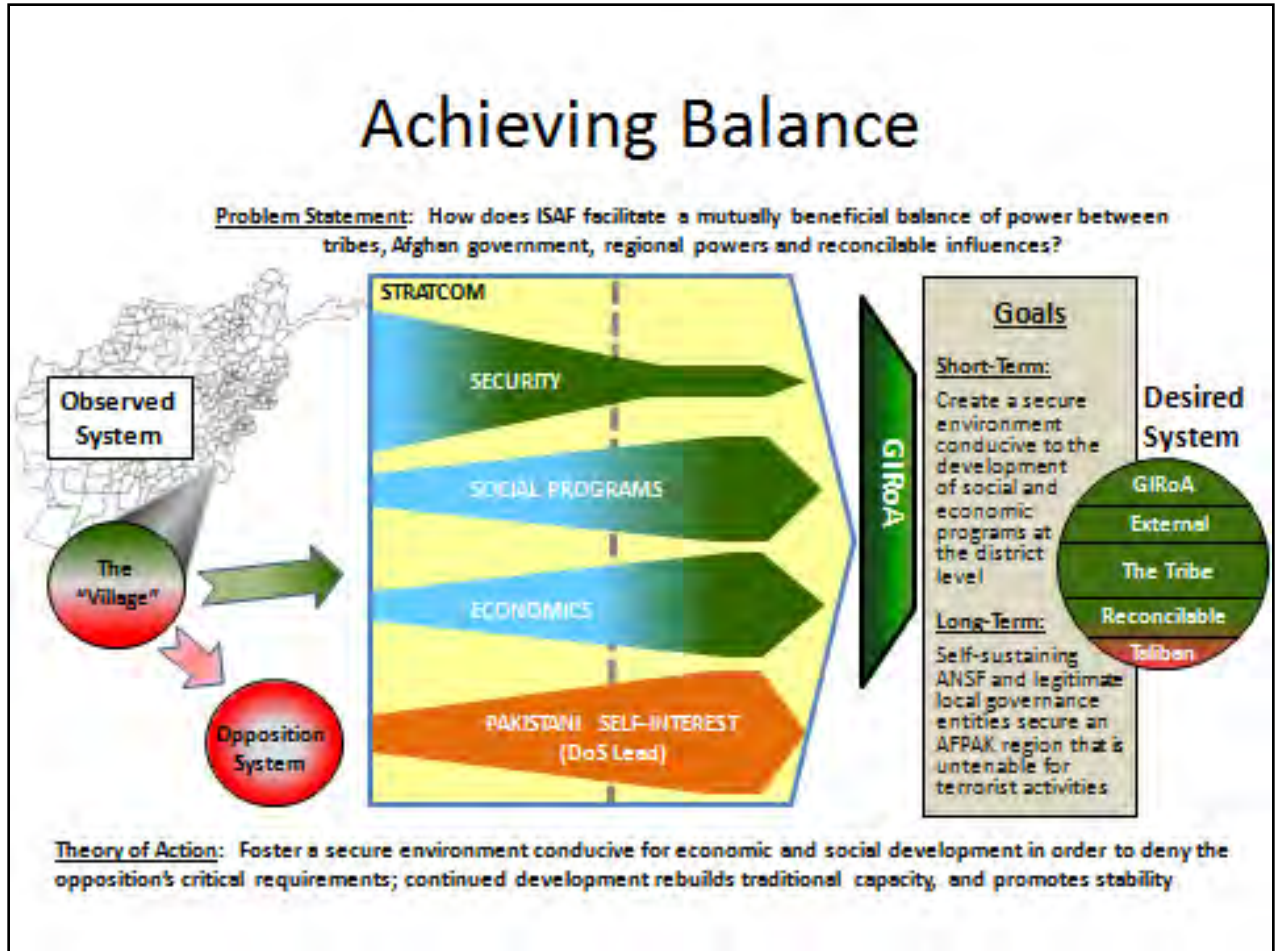 Achieving Balance
Problem Statement: How does ISAF facilitate a mutually beneficial balance of power between
tribes, Afghan government, regional powers and reconcilable influences?
Observed
System
The
"Village"
Opposition
System
STRATCOM
SECURITY
SOCIAL PROGRAMS
ECONOMICS
PAKISTANI SELF-INTEREST
(DoS Lead)
GIRoA
Goals
Short-Term:
Create a secure
environment
conducive to the
development
of social and
economic
programs at
the district
level
Long-Term:
Self-sustaining
ANSF and legitimate
local governance
entities secure an
AFPAK region that is
untenable for
terrorist activities
Desired
System
GIRoA
External
The Tribe
Reconcilable
Taliban
Theory of Action: Foster a secure environment conducive for economic and social development in order to deny the
opposition's critical requirements; continued development rebuilds traditional capacity, and promotes stability